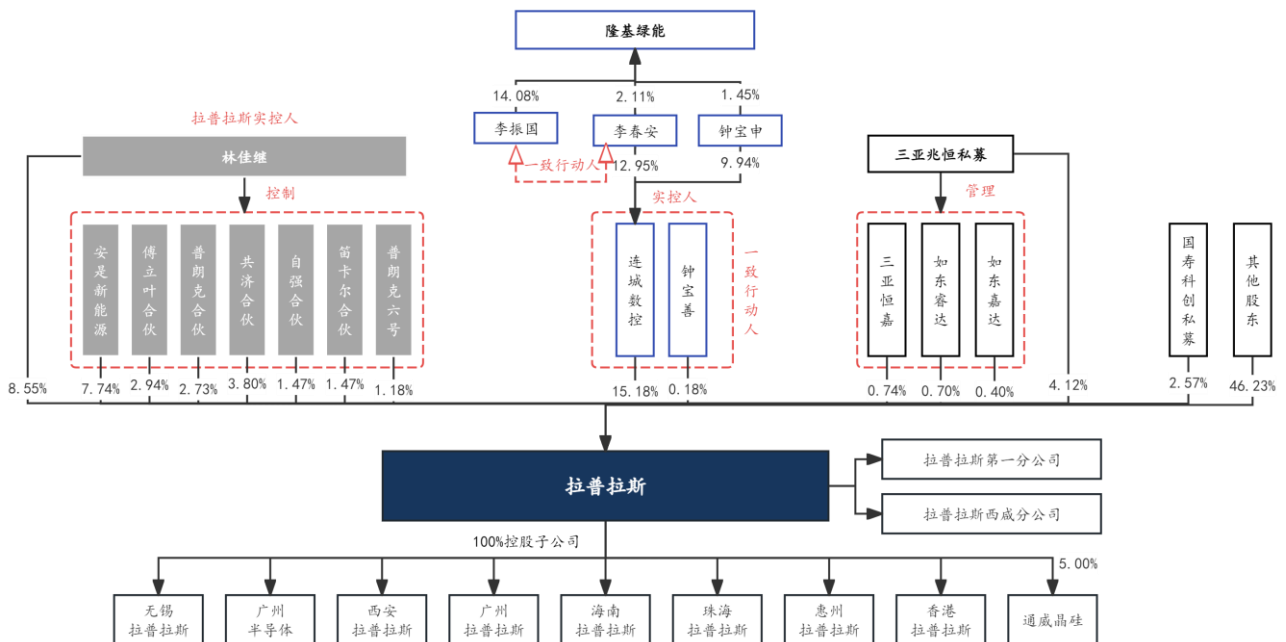 隆基绿能
14.08%
2.11%
1.45%
李振国
李春安
钟宝申
一致行动人
12.95%
9.94%
拉普拉斯实控人
林佳继
控制
实控人
三亚兆恒私募
管理
安是新能源
傅立叶合伙
普朗克合伙
共济合伙
自强合伙
笛卡尔合伙
普朗克六号
连城数控
钟宝善
一致行动人
三亚恒嘉
如东睿达
如东嘉达
国寿科创私募
其他股东
8.55%
7.74%
2.94%
2.73%
3.80%
1.47%
1.47%
1.18%
15.18%
0.18%
0.74%
0.70%
0.40%
4.12%
2.57%
46.23%
拉普拉斯
拉普拉斯第一分公司
拉普拉斯西咸分公司
100%控股子公司
5.00%
无锡
拉普拉斯
广州
半导体
西安
拉普拉斯
广州
拉普拉斯
海南
拉普拉斯
珠海
拉普拉斯
惠州
拉普拉斯
香港
拉普拉斯
通威晶硅